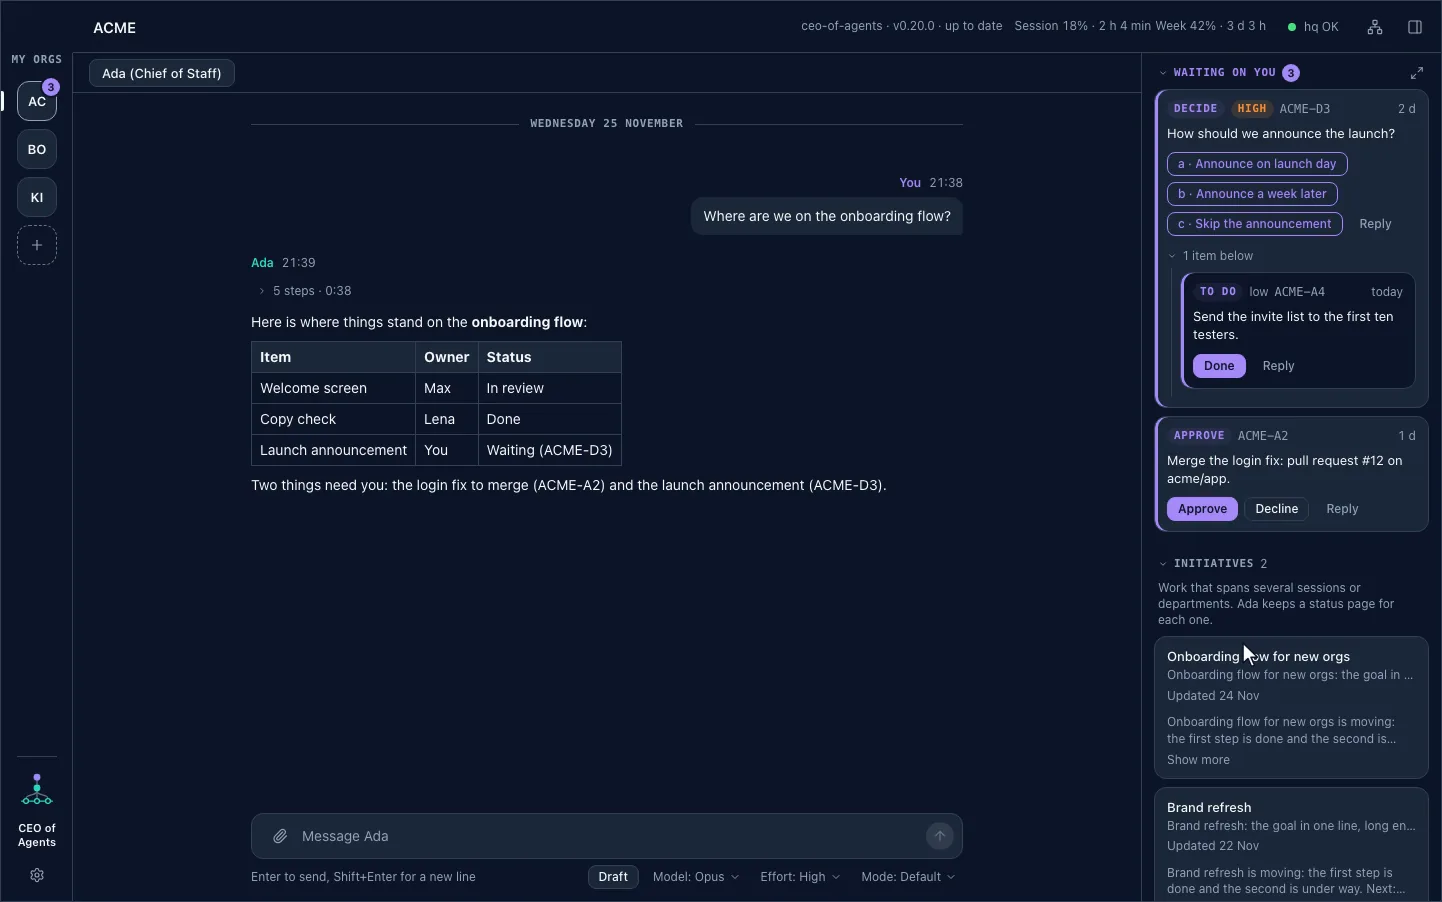 ACME
ceo-of-agents · v0.20.0 · up to date Session 18% · 2 h 4 min Week 42% · 3 d 3 h
hq OK
MY ORGS
AC
3
BO
KI
+
CEO of
Agents
Ada (Chief of Staff)
WEDNESDAY 25 NOVEMBER
You 21:38
Where are we on the onboarding flow?
Ada 21:39
5 steps · 0:38
Here is where things stand on the onboarding flow:
Item Owner Status
Welcome screen Max In review
Copy check Lena Done
Launch announcement You Waiting (ACME-D3)
Two things need you: the login fix to merge (ACME-A2) and the launch announcement (ACME-D3).
Message Ada
Enter to send, Shift+Enter for a new line
Draft Model: Opus Effort: High Mode: Default
WAITING ON YOU 3
DECIDE HIGH ACME-D3 2 d
How should we announce the launch?
a · Announce on launch day
b · Announce a week later
c · Skip the announcement Reply
1 item below
TO DO low ACME-A4 today
Send the invite list to the first ten
testers.
Done Reply
APPROVE ACME-A2 1 d
Merge the login fix: pull request #12 on
acme/app.
Approve Decline Reply
INITIATIVES 2
Work that spans several sessions or
departments. Ada keeps a status page for
each one.
Onboarding flow for new orgs
Onboarding flow for new orgs: the goal in ...
Updated 24 Nov
Onboarding flow for new orgs is moving:
the first step is done and the second is...
Show more
Brand refresh
Brand refresh: the goal in one line, long en...
Updated 22 Nov
Brand refresh is moving: the first step is
done and the second is under way. Next:...